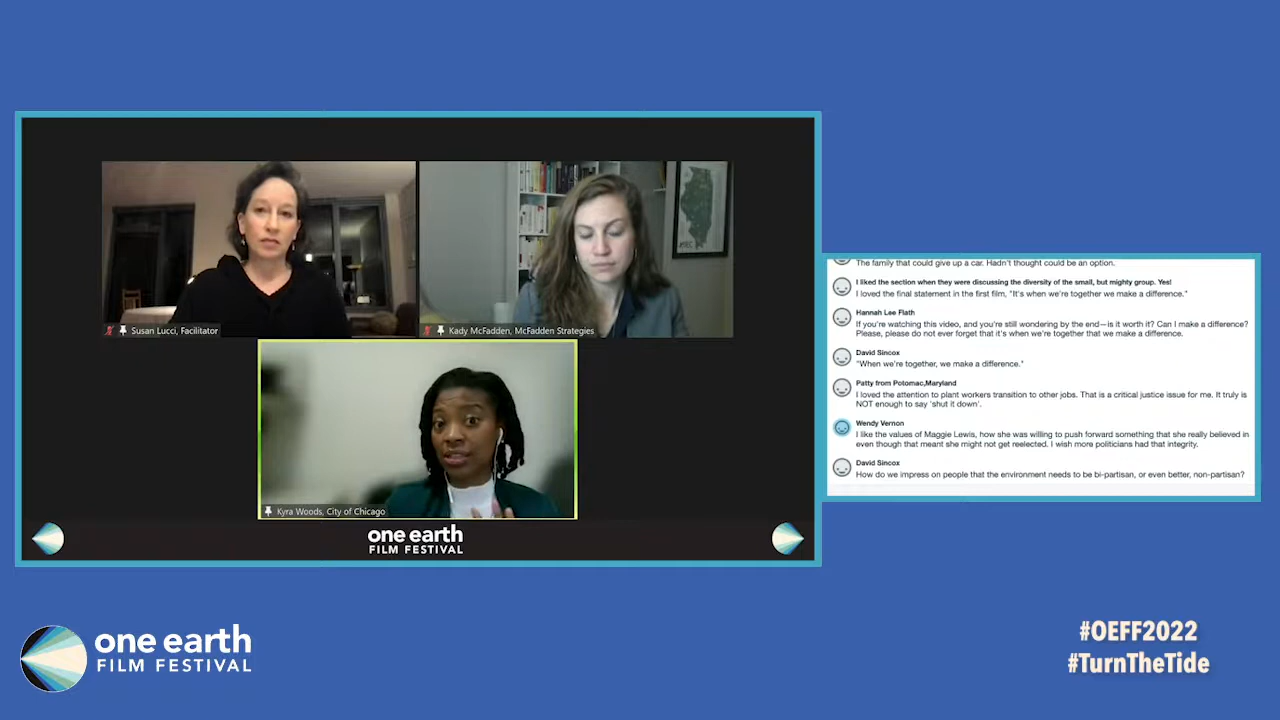 Susan Lucci, Facilitator
Kady McFadden, McFadden Strategies
Kyra Woods, City of Chicago
one earth
FILM FESTIVAL
The family that could give up a car. Hadn't thought could be an option.
I liked the section when they were discussing the diversity of the small, but mighty group. Yes!
I loved the final statement in the first film, "It's when we're together we make a difference."
Hannah Lee Flath
If you're watching this video, and you're still wondering by the end—is it worth it? Can I make a difference?
Please, please do not ever forget that it's when we're together that we make a difference.
David Sincox
"When we're together, we make a difference."
Patty from Potomac,Maryland
I loved the attention to plant workers transition to other jobs. That is a critical justice issue for me. It truly is
NOT enough to say 'shut it down'.
Wendy Vernon
I like the values of Maggie Lewis, how she was willing to push forward something that she really believed in
even though that meant she might not get reelected. I wish more politicians had that integrity.
David Sincox
How do we impress on people that the environment needs to be bi-partisan, or even better, non-partisan?
one earth
FILM FESTIVAL
#OEFF2022
#TurnTheTide